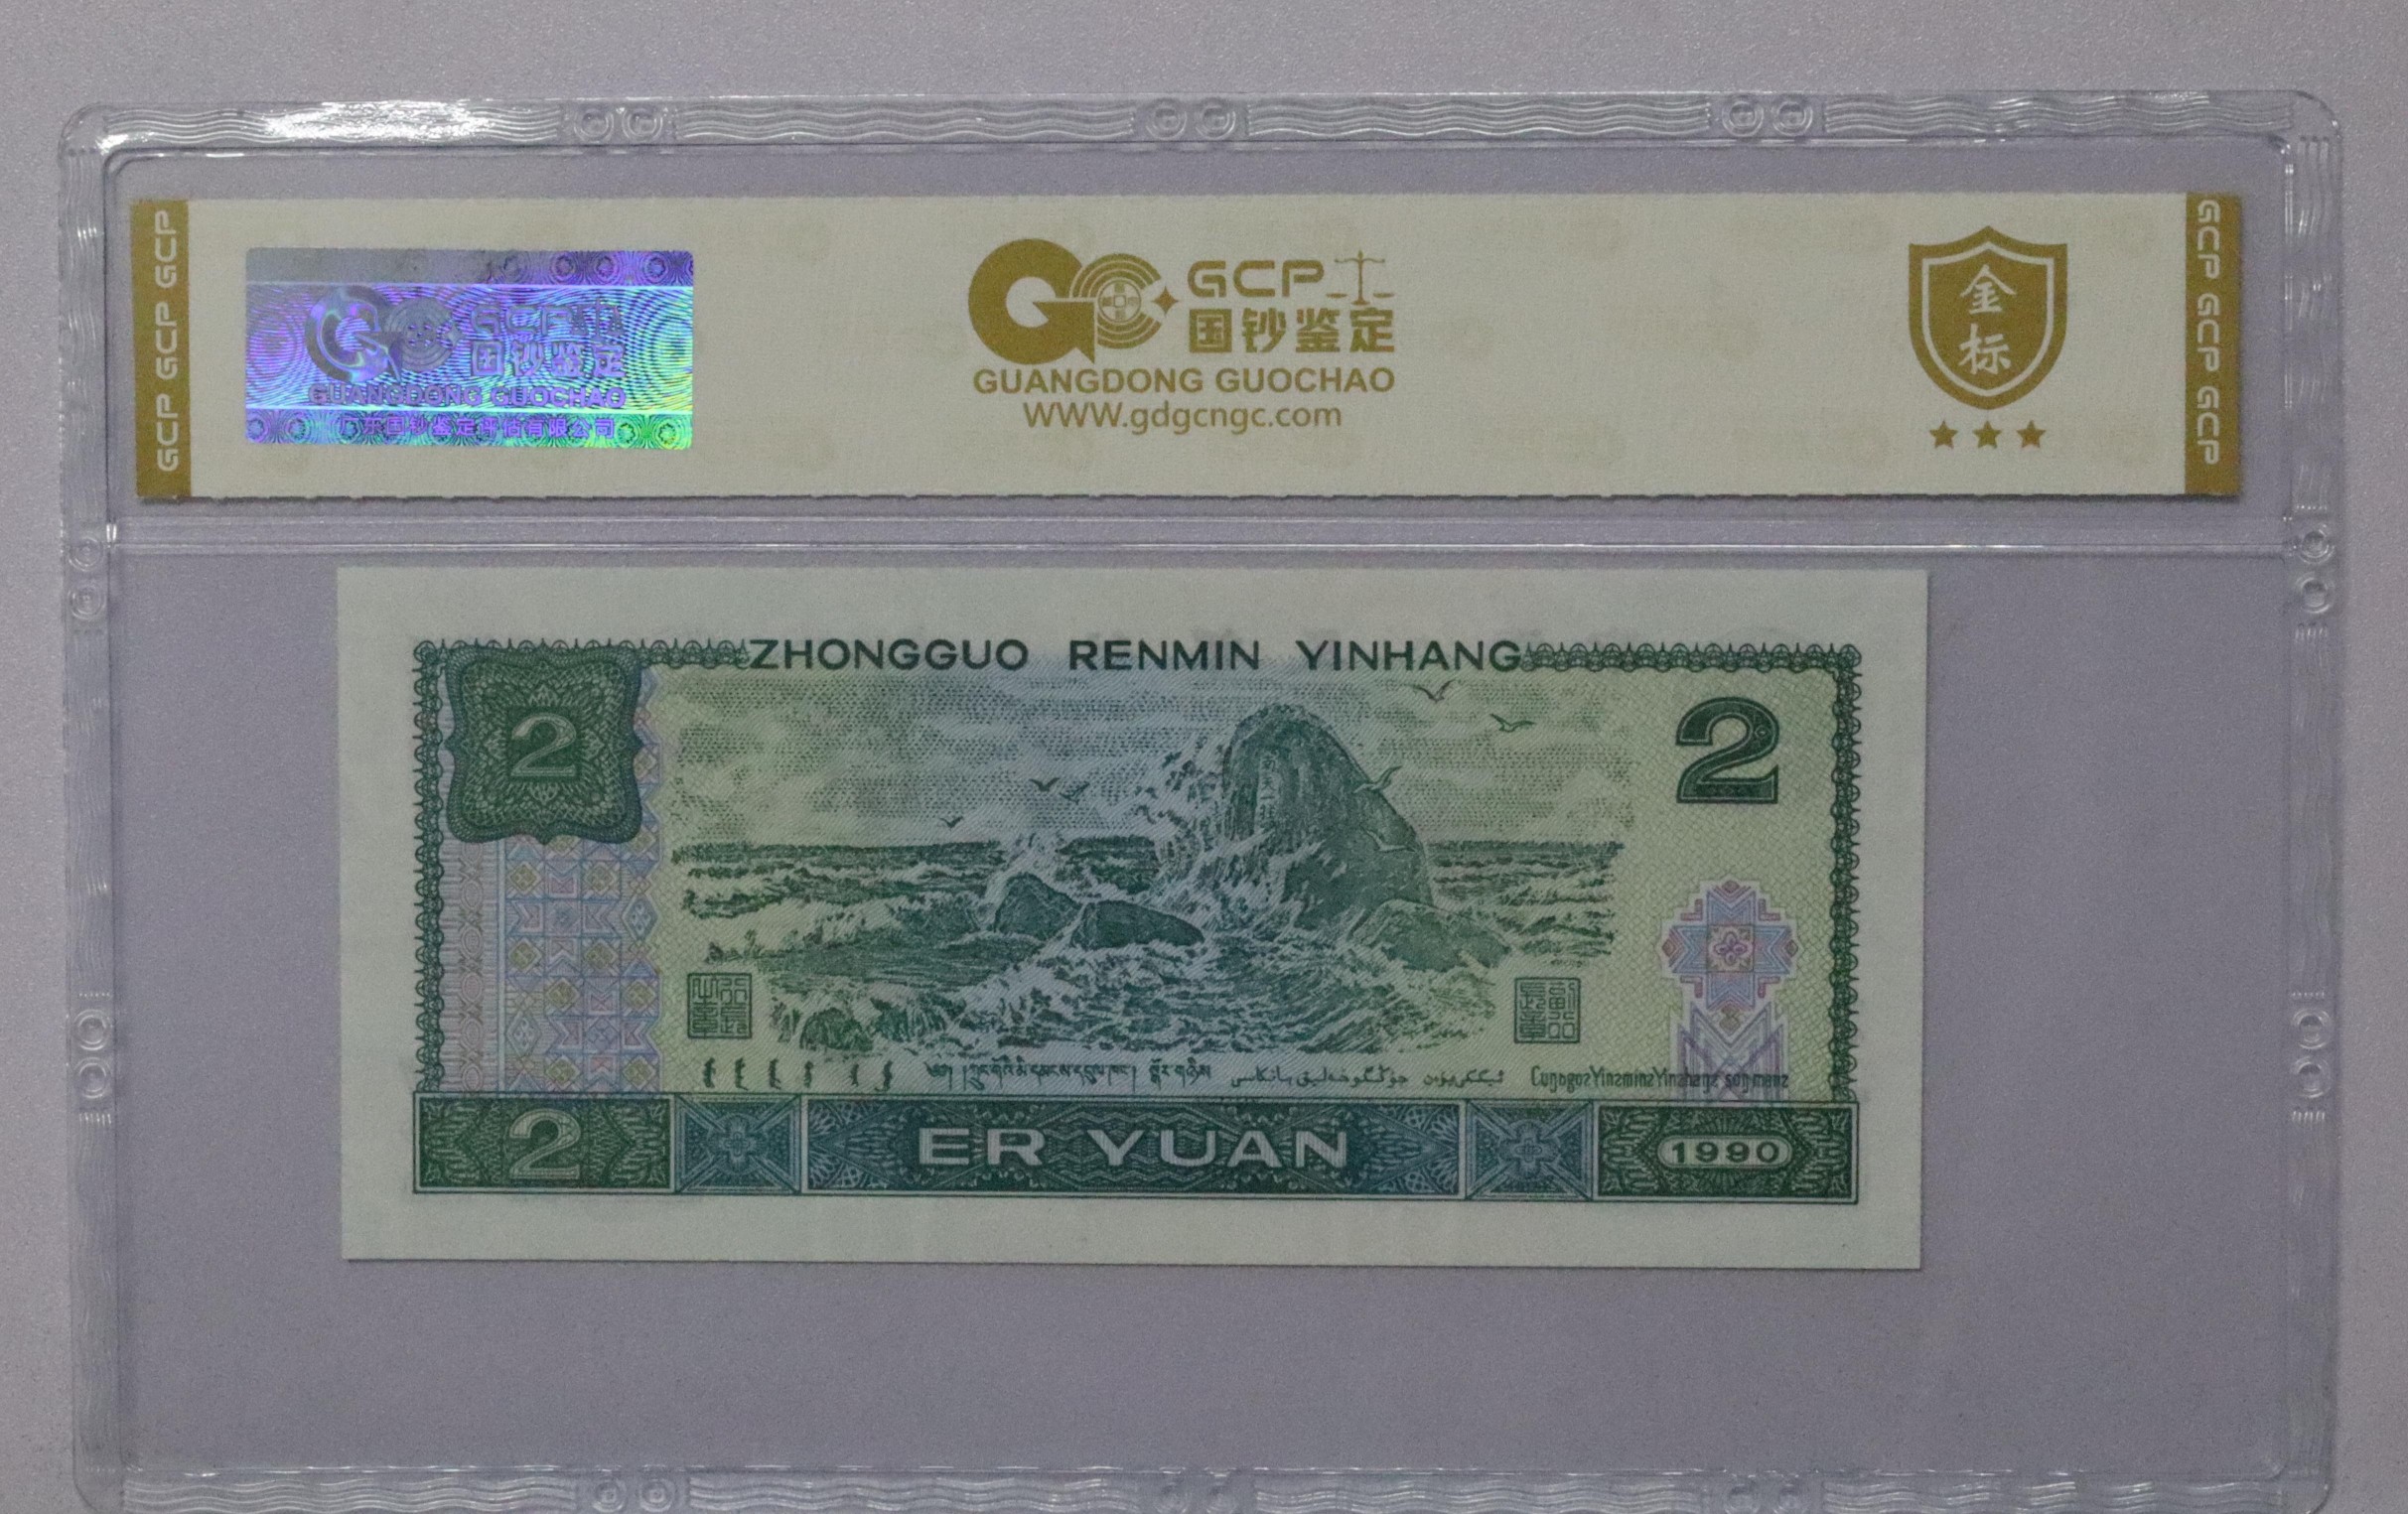 GCP GCP GCP
GCP
国钞鉴定
GUANGDONG GUOCHAO
广东国钞鉴定评估有限公司
GCP
国钞鉴定
GUANGDONG GUOCHAO
WWW.gdgcngc.com
金
标
GCP GCP GCP
ZHONGGUO RENMIN YINHANG
2
2
2
ER YUAN
1990